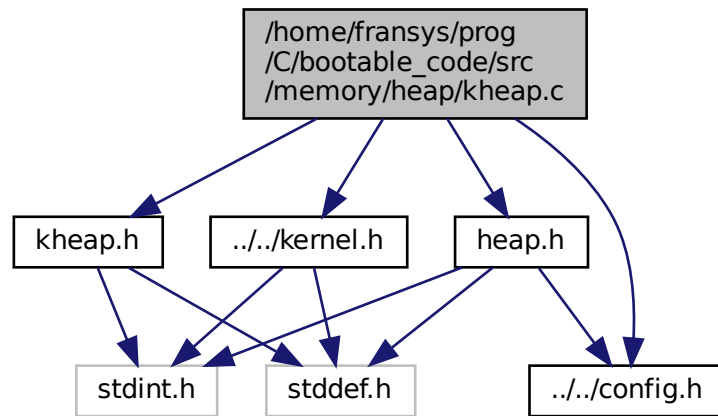 /home/fransys/prog
/C/bootable_code/src
/memory/heap/kheap.c
kheap.h
../../kernel.h
heap.h
stdint.h
stddef.h
../../config.h